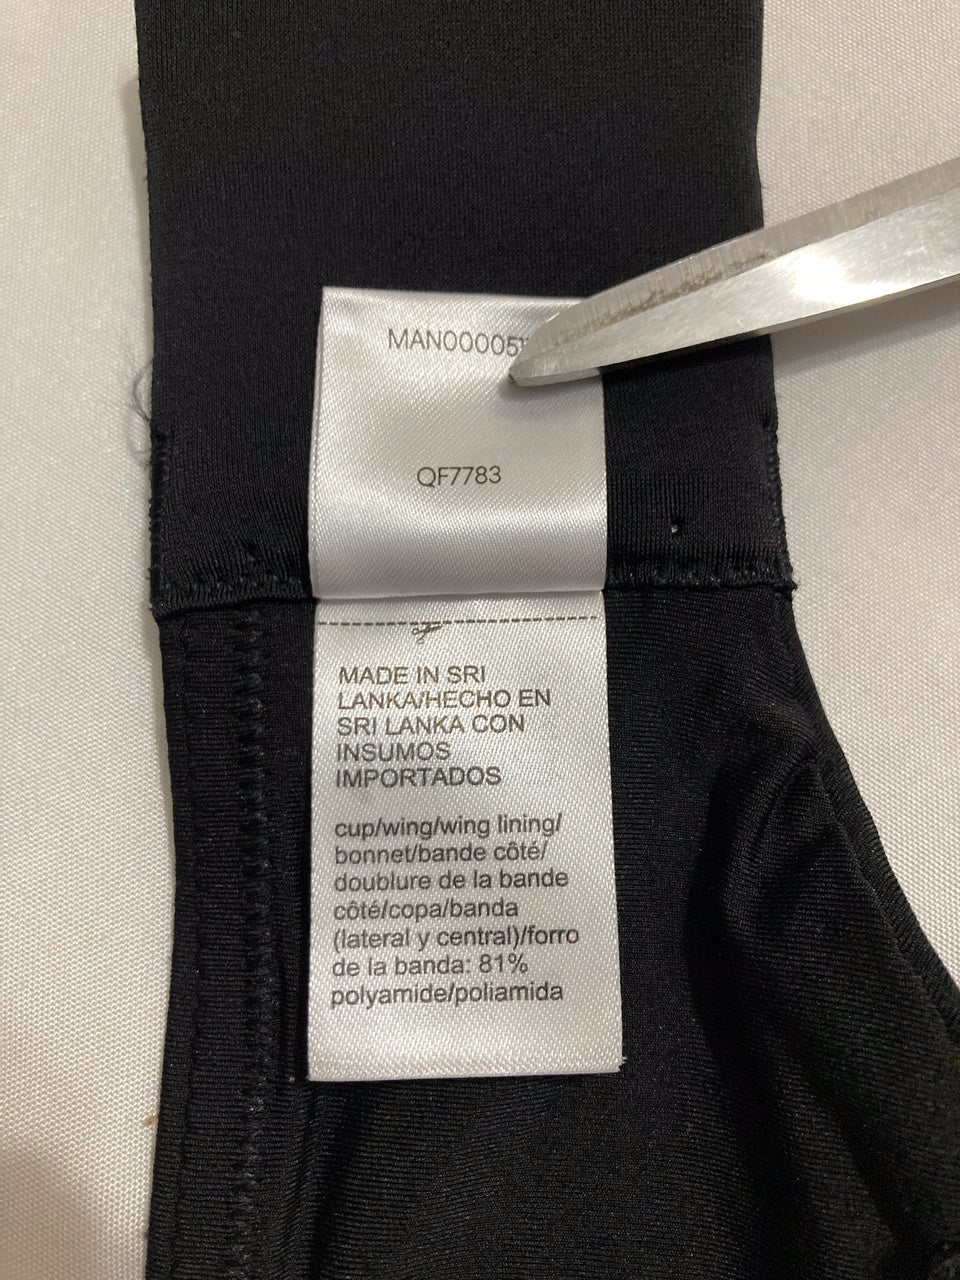 QF7783
MADE IN SRI
LANKA/HECHO EN
SRI LANKA CON
INSUMOS
IMPORTADOS
cup/wing/wing lining/
bonnet/bande côté/
doublure de la bande
côté/copa/banda
(lateral y central)/forro
de la banda: 81%
polyamide/poliamida